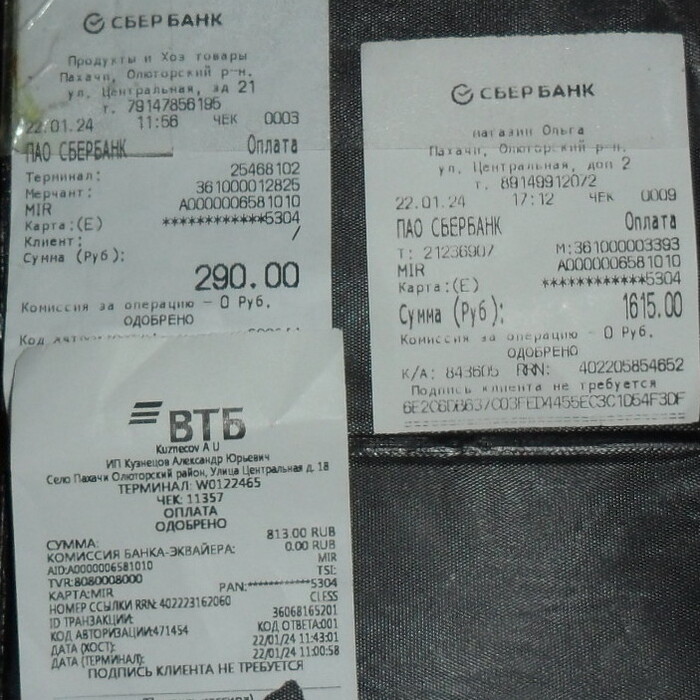 СБЕР БАНК
Продукты и Хоз товары
Пахачи, Олюторский р-н,
ул. Центральная, зд 21
т. 79147856195
22.01.24 11:56 ЧЕК 0003
ПАО СБЕРБАНК Оплата
Терминал: 25468102
Мерчант: 361000012825
MIR A0000006581010
Карта:(E) ************5304
Клиент: /
Сумма (Руб):
290.00
Комиссия за операцию – 0 Руб.
ОДОБРЕНО
Код
СБЕР БАНК
магазин Ольга
Пахачи, Олюторский р-н.
ул. Центральная, доп 2
т. 89149912072
22.01.24 17:12 ЧЕК 0009
ПАО СБЕРБАНК Оплата
Т: 21236907 М:361000003393
MIR A0000006581010
Карта:(E) ************5304
Сумма (Руб): 1615.00
Комиссия за операцию – 0 Руб.
ОДОБРЕНО
К/А: 843605 RRN: 402205854652
Подпись клиента не требуется
6E2C6DB637C03FED4455EC3C1D64F3DF
ВТБ
Kuznecov A U
ИП Кузнецов Александр Юрьевич
Село Пахачи Олюторский район, Улица Центральная д. 18
ТЕРМИНАЛ: W0122465
ЧЕК: 11357
ОПЛАТА
ОДОБРЕНО
СУММА: 813.00 RUB
КОМИССИЯ БАНКА-ЭКВАЙЕРА: 0.00 RUB
AID:A0000006581010 MIR
TVR:8080008000 TSI:
КАРТА:MIR PAN:************5304
НОМЕР ССЫЛКИ RRN: 402223162060 CLESS
ID ТРАНЗАКЦИИ: 36068165201
КОД АВТОРИЗАЦИИ:471454 КОД ОТВЕТА:001
ДАТА (ХОСТ): 22/01/24 11:43:01
ДАТА (ТЕРМИНАЛ): 22/01/24 11:00:58
ПОДПИСЬ КЛИЕНТА НЕ ТРЕБУЕТСЯ